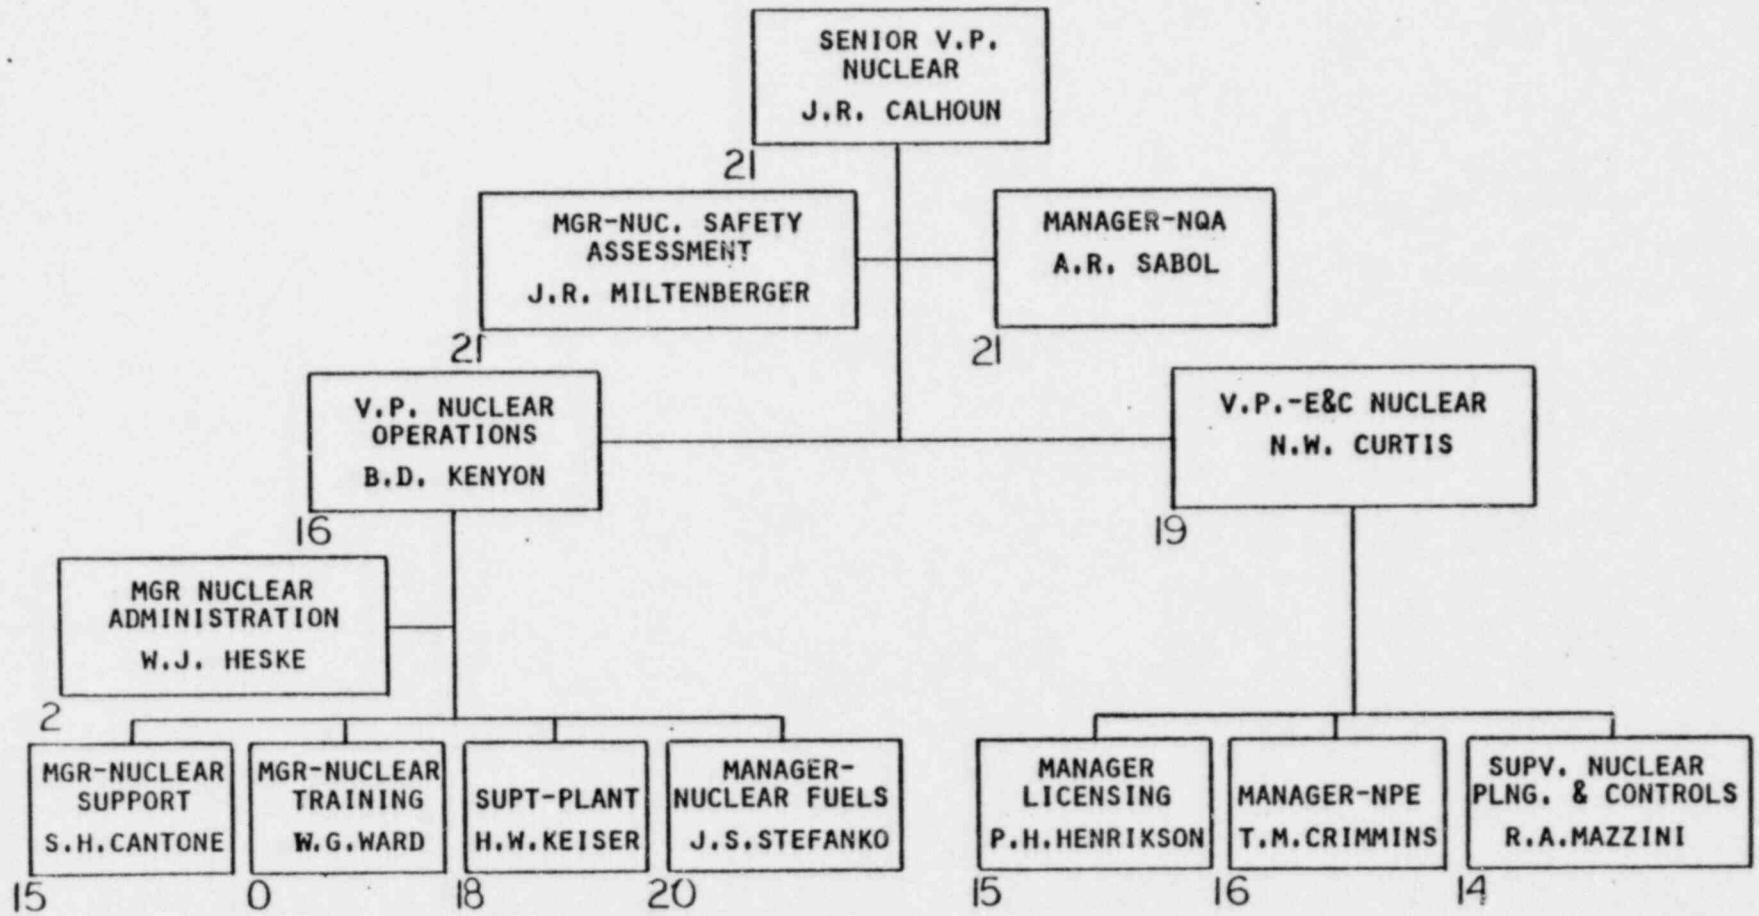 SENIOR V.P.
NUCLEAR
J.R. CALHOUN
21
MGR-NUC. SAFETY
ASSESSMENT
J.R. MILTENBERGER
21
MANAGER-NQA
A.R. SABOL
21
V.P. NUCLEAR
OPERATIONS
B.D. KENYON
16
V.P.-E&C NUCLEAR
N.W. CURTIS
19
MGR NUCLEAR
ADMINISTRATION
W.J. HESKE
2
MGR-NUCLEAR
SUPPORT
S.H.CANTONE
15
MGR-NUCLEAR
TRAINING
W.G.WARD
0
SUPT-PLANT
H.W.KEISER
18
MANAGER-
NUCLEAR FUELS
J.S.STEFANKO
20
MANAGER
LICENSING
P.H.HENRIKSON
15
MANAGER-NPE
T.M.CRIMMINS
16
SUPV. NUCLEAR
PLNG. & CONTROLS
R.A.MAZZINI
14